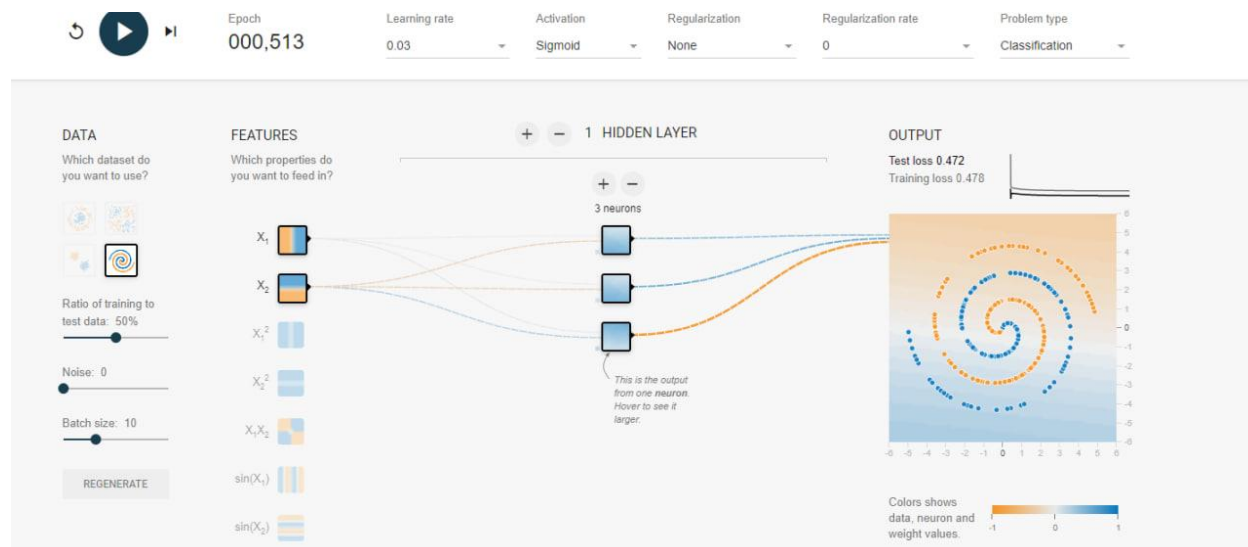 Epoch
000,513
Learning rate
0.03
Activation
Sigmoid
Regularization
None
Regularization rate
0
Problem type
Classification
DATA
Which dataset do
you want to use?
Ratio of training to
test data: 50%
Noise: 0
Batch size: 10
REGENERATE
FEATURES
Which properties do
you want to feed in?
X₁
X₂
X₁²
X₂²
X₁X₂
sin(X₁)
sin(X₂)
+ − 1 HIDDEN LAYER
+ −
3 neurons
This is the output
from one neuron.
Hover to see it
larger.
OUTPUT
Test loss 0.472
Training loss 0.478
6
5
4
3
2
1
0
-1
-2
-3
-4
-5
-6
-6 -5 -4 -3 -2 -1 0 1 2 3 4 5 6
Colors shows
data, neuron and
weight values.
-1 0 1